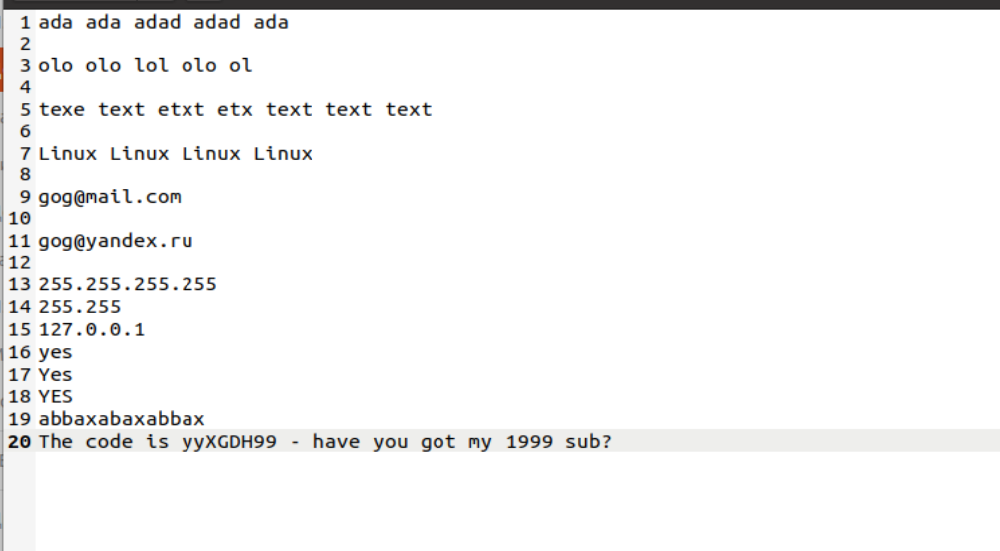 1 ada ada adad adad ada
2
3 olo olo lol olo ol
4
5 texe text etxt etx text text text
6
7 Linux Linux Linux Linux
8
9 gog@mail.com
10
11 gog@yandex.ru
12
13 255.255.255.255
14 255.255
15 127.0.0.1
16 yes
17 Yes
18 YES
19 abbaxabaxabbax
20 The code is yyXGDH99 - have you got my 1999 sub?